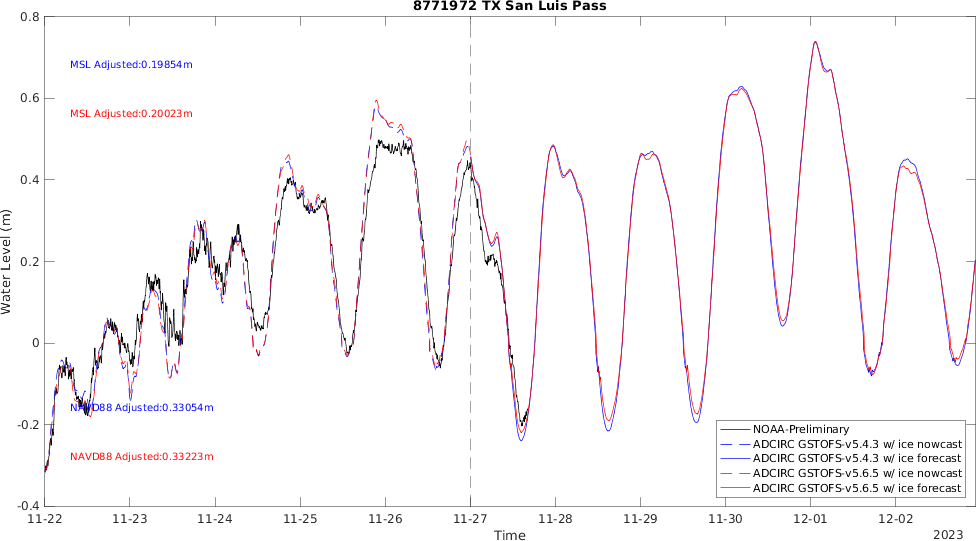 8771972 TX San Luis Pass
0.8
0.6
0.4
0.2
0
-0.2
-0.4
Water Level (m)
MSL Adjusted:0.19854m
MSL Adjusted:0.20023m
NAVD88 Adjusted:0.33054m
NAVD88 Adjusted:0.33223m
NOAA-Preliminary
ADCIRC GSTOFS-v5.4.3 w/ ice nowcast
ADCIRC GSTOFS-v5.4.3 w/ ice forecast
ADCIRC GSTOFS-v5.6.5 w/ ice nowcast
ADCIRC GSTOFS-v5.6.5 w/ ice forecast
11-22 11-23 11-24 11-25 11-26 11-27 11-28 11-29 11-30 12-01 12-02
Time
2023